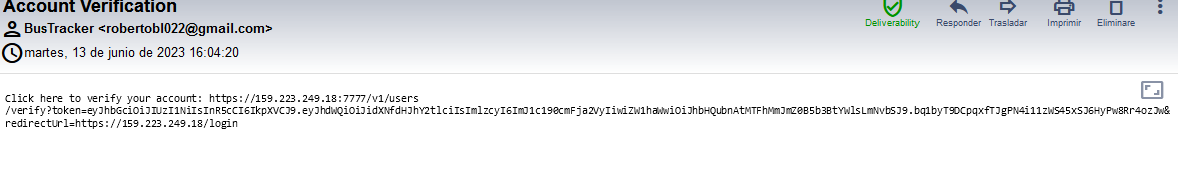 Account Verification
Deliverability
Responder
Trasladar
Imprimir
Eliminare
BusTracker <robertobl022@gmail.com>
martes, 13 de junio de 2023 16:04:20
Click here to verify your account: https://159.223.249.18:7777/v1/users
/verify?token=eyJhbGciOiJIUzI1NiIsInR5cCI6IkpXVCJ9.eyJhdWQiOiJidXNfdHJhY2tlciIsImlzcyI6ImJ1c190cmFja2VyIiwiZW1haWwiOiJhbHQubnAtMTFhMmJmZ0B5b3BtYWlsLmNvbSJ9.bq1byT9DCpqxfTJgPN4i11zWS45xSJ6HyPw8Rr4ozJw&
redirectUrl=https://159.223.249.18/login